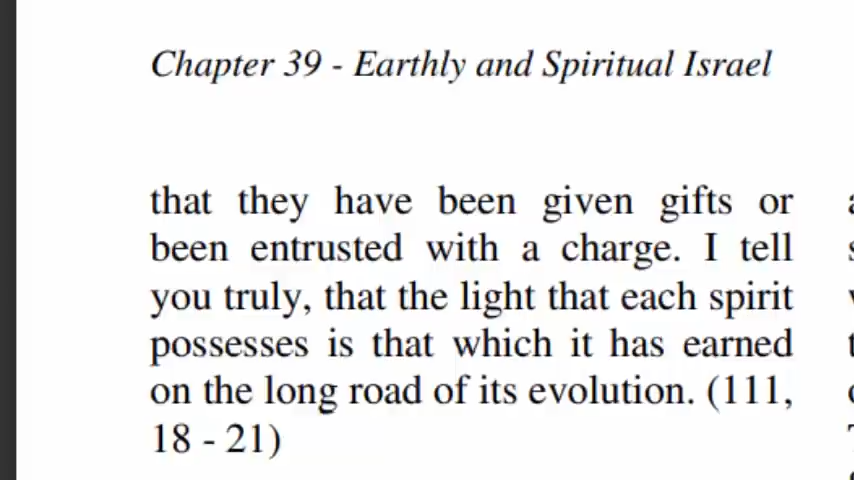 Chapter 39 - Earthly and Spiritual Israel
that they have been given gifts or
been entrusted with a charge. I tell
you truly, that the light that each spirit
possesses is that which it has earned
on the long road of its evolution. (111,
18 - 21)